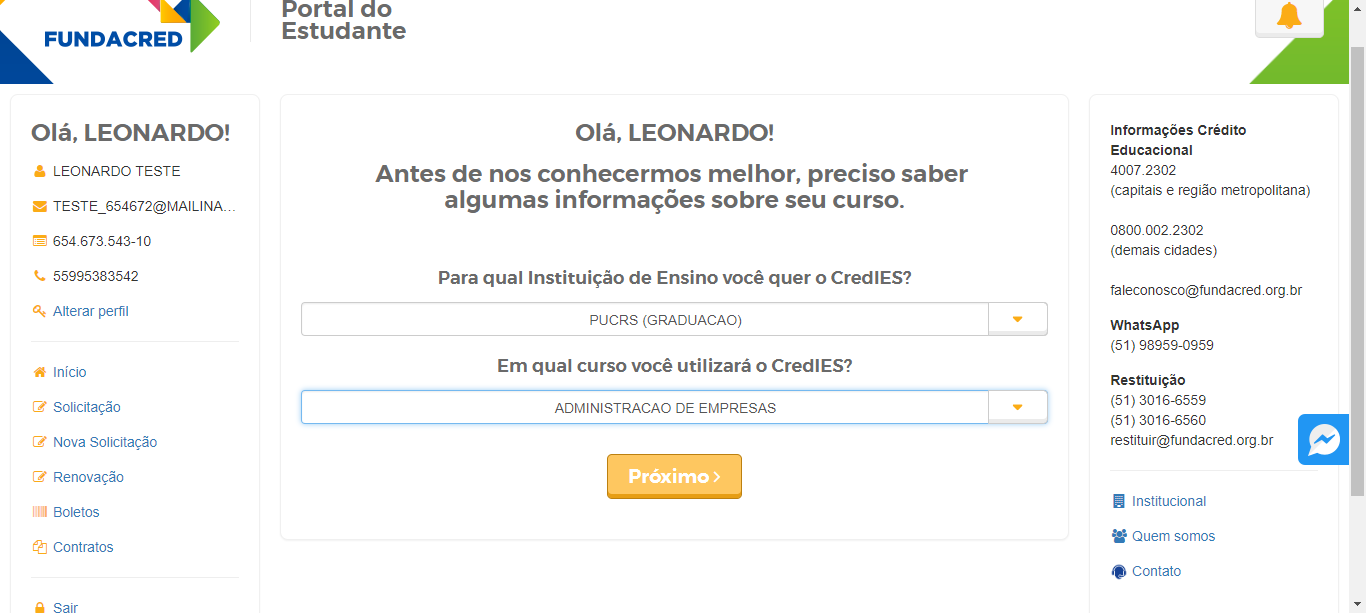 FUNDACRED
Portal do
Estudante
Olá, LEONARDO!
LEONARDO TESTE
TESTE_654672@MAILINA...
654.673.543-10
55995383542
Alterar perfil
Início
Solicitação
Nova Solicitação
Renovação
Boletos
Contratos
Sair
Olá, LEONARDO!
Antes de nos conhecermos melhor, preciso saber
algumas informações sobre seu curso.
Para qual Instituição de Ensino você quer o CredIES?
PUCRS (GRADUACAO)
Em qual curso você utilizará o CredIES?
ADMINISTRACAO DE EMPRESAS
Próximo
Informações Crédito
Educacional
4007.2302
(capitais e região metropolitana)
0800.002.2302
(demais cidades)
faleconosco@fundacred.org.br
WhatsApp
(51) 98959-0959
Restituição
(51) 3016-6559
(51) 3016-6560
restituir@fundacred.org.br
Institucional
Quem somos
Contato